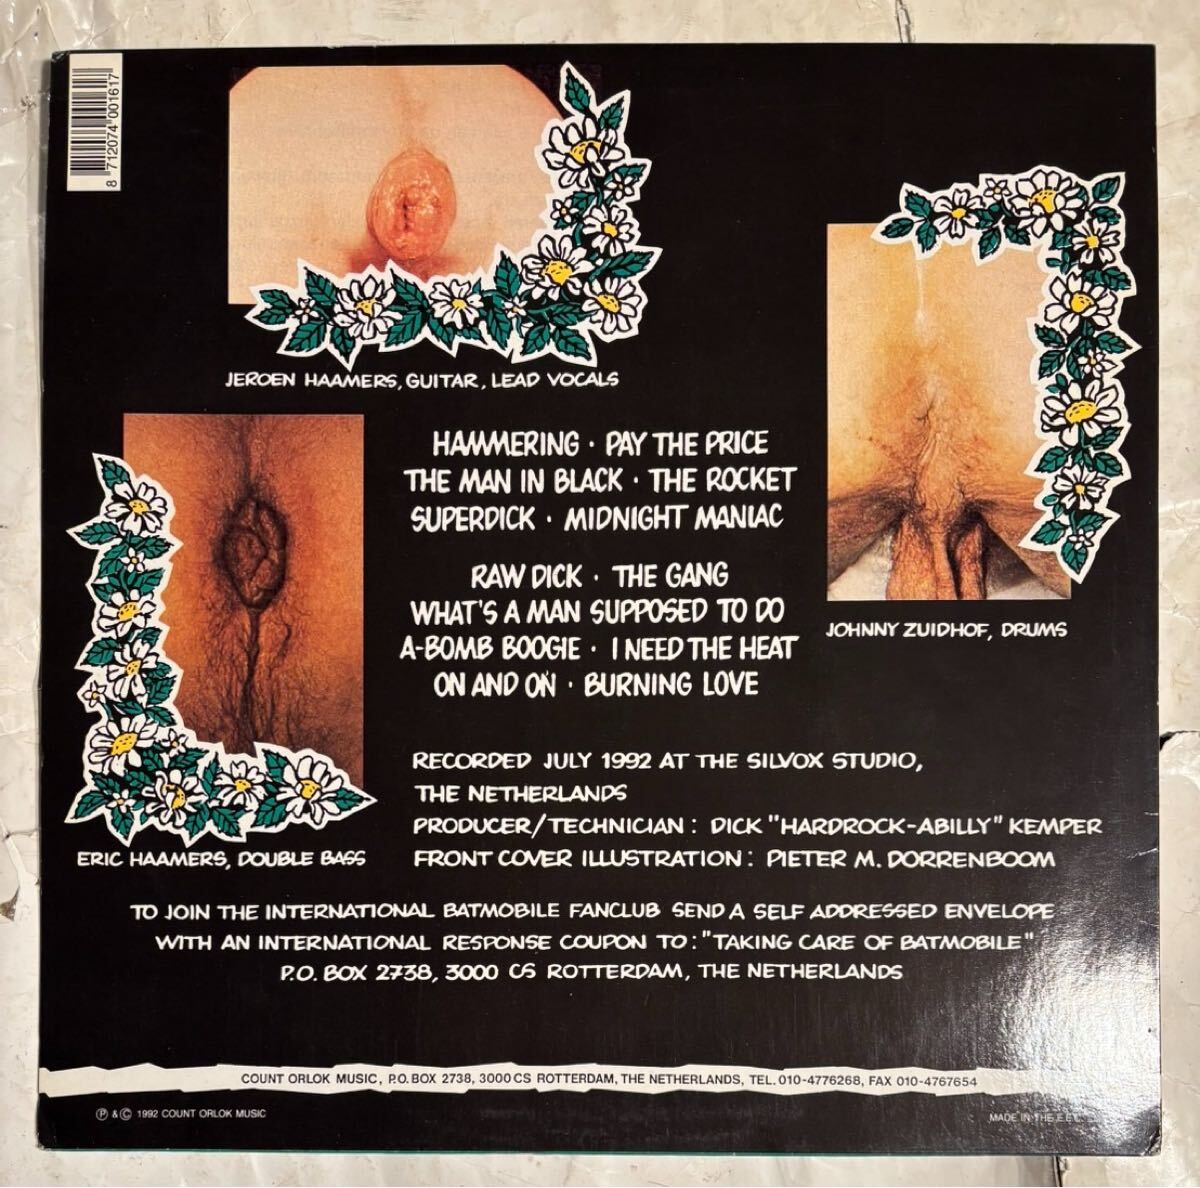 8 712074 001617
JEROEN HAAMERS, GUITAR, LEAD VOCALS
HAMMERING · PAY THE PRICE
THE MAN IN BLACK · THE ROCKET
SUPERDICK · MIDNIGHT MANIAC
RAW DICK · THE GANG
WHAT'S A MAN SUPPOSED TO DO
A-BOMB BOOGIE · I NEED THE HEAT
ON AND ON · BURNING LOVE
JOHNNY ZUIDHOF, DRUMS
RECORDED JULY 1992 AT THE SILVOX STUDIO,
THE NETHERLANDS
PRODUCER/TECHNICIAN: DICK "HARDROCK-ABILLY" KEMPER
FRONT COVER ILLUSTRATION: PIETER M. DORRENBOOM
ERIC HAAMERS, DOUBLE BASS
TO JOIN THE INTERNATIONAL BATMOBILE FANCLUB SEND A SELF ADDRESSED ENVELOPE
WITH AN INTERNATIONAL RESPONSE COUPON TO: "TAKING CARE OF BATMOBILE"
P.O. BOX 2738, 3000 CS ROTTERDAM, THE NETHERLANDS
COUNT ORLOK MUSIC, P.O. BOX 2738, 3000 CS ROTTERDAM, THE NETHERLANDS, TEL. 010-4776268, FAX 010-4767654
℗ & © 1992 COUNT ORLOK MUSIC
MADE IN THE E.E.C.